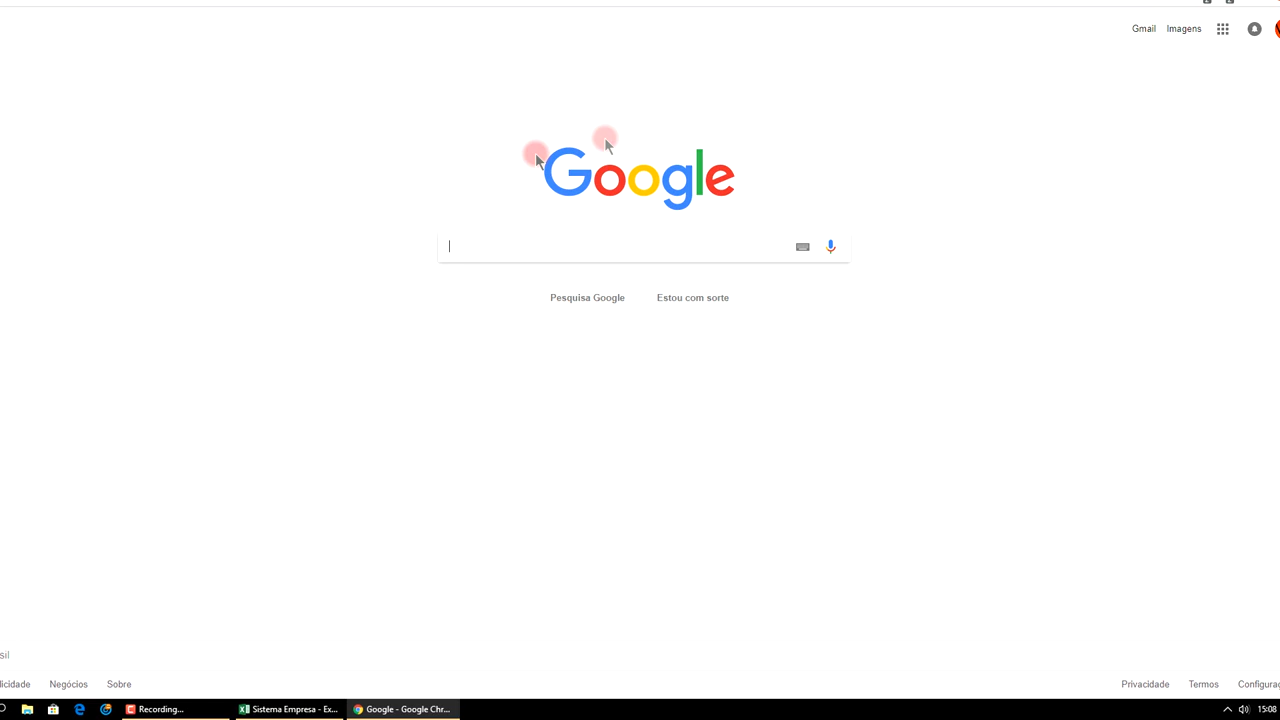 Gmail Imagens
Google
Pesquisa Google Estou com sorte
sil
licidade Negócios Sobre
Privacidade Termos Configuraç
Recording... Sistema Empresa - Ex... Google - Google Chr... 15:08